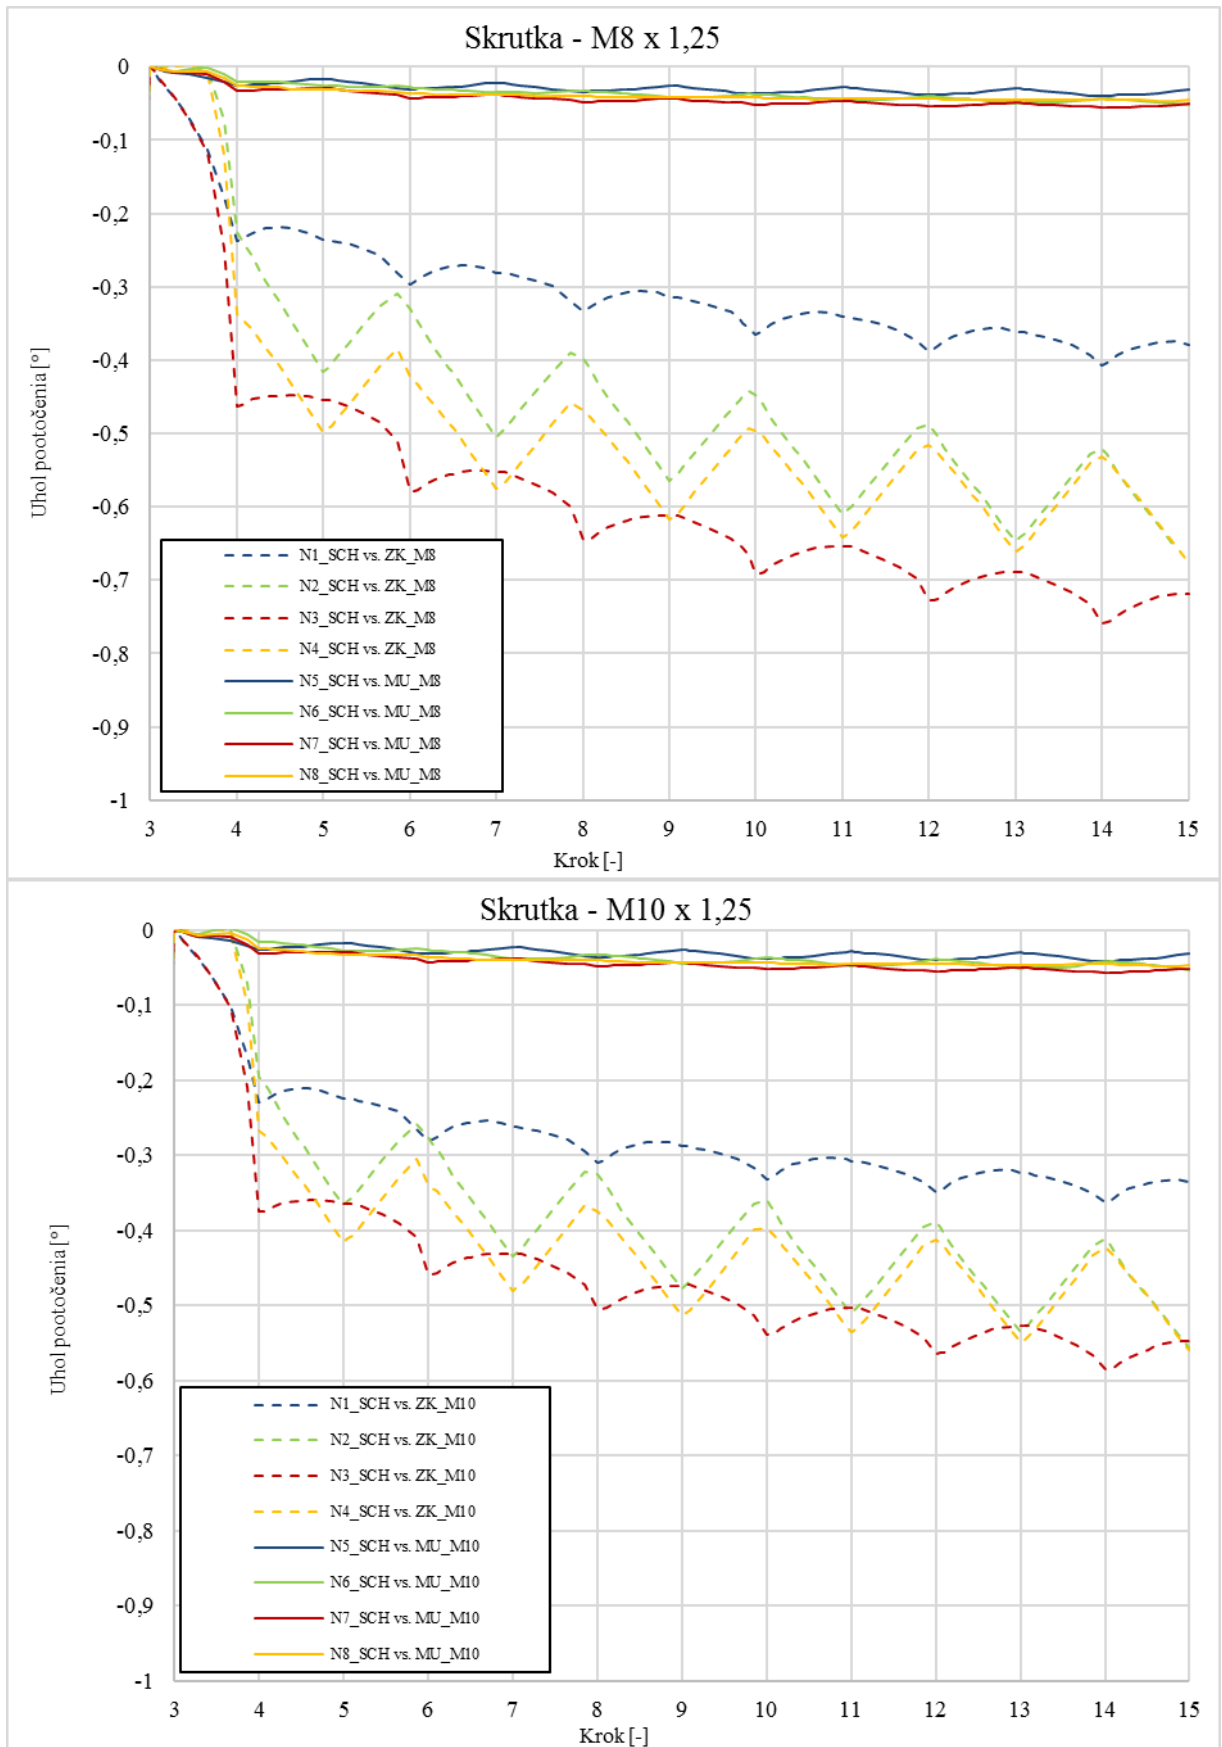 Skrutka - M8 x 1,25
0
-0,1
-0,2
-0,3
-0,4
-0,5
-0,6
-0,7
-0,8
-0,9
-1
Uhol pootočenia [°]
N1_SCH vs. ZK_M8
N2_SCH vs. ZK_M8
N3_SCH vs. ZK_M8
N4_SCH vs. ZK_M8
N5_SCH vs. MU_M8
N6_SCH vs. MU_M8
N7_SCH vs. MU_M8
N8_SCH vs. MU_M8
3 4 5 6 7 8 9 10 11 12 13 14 15
Krok [-]
Skrutka - M10 x 1,25
0
-0,1
-0,2
-0,3
-0,4
-0,5
-0,6
-0,7
-0,8
-0,9
-1
Uhol pootočenia [°]
N1_SCH vs. ZK_M10
N2_SCH vs. ZK_M10
N3_SCH vs. ZK_M10
N4_SCH vs. ZK_M10
N5_SCH vs. MU_M10
N6_SCH vs. MU_M10
N7_SCH vs. MU_M10
N8_SCH vs. MU_M10
3 4 5 6 7 8 9 10 11 12 13 14 15
Krok [-]